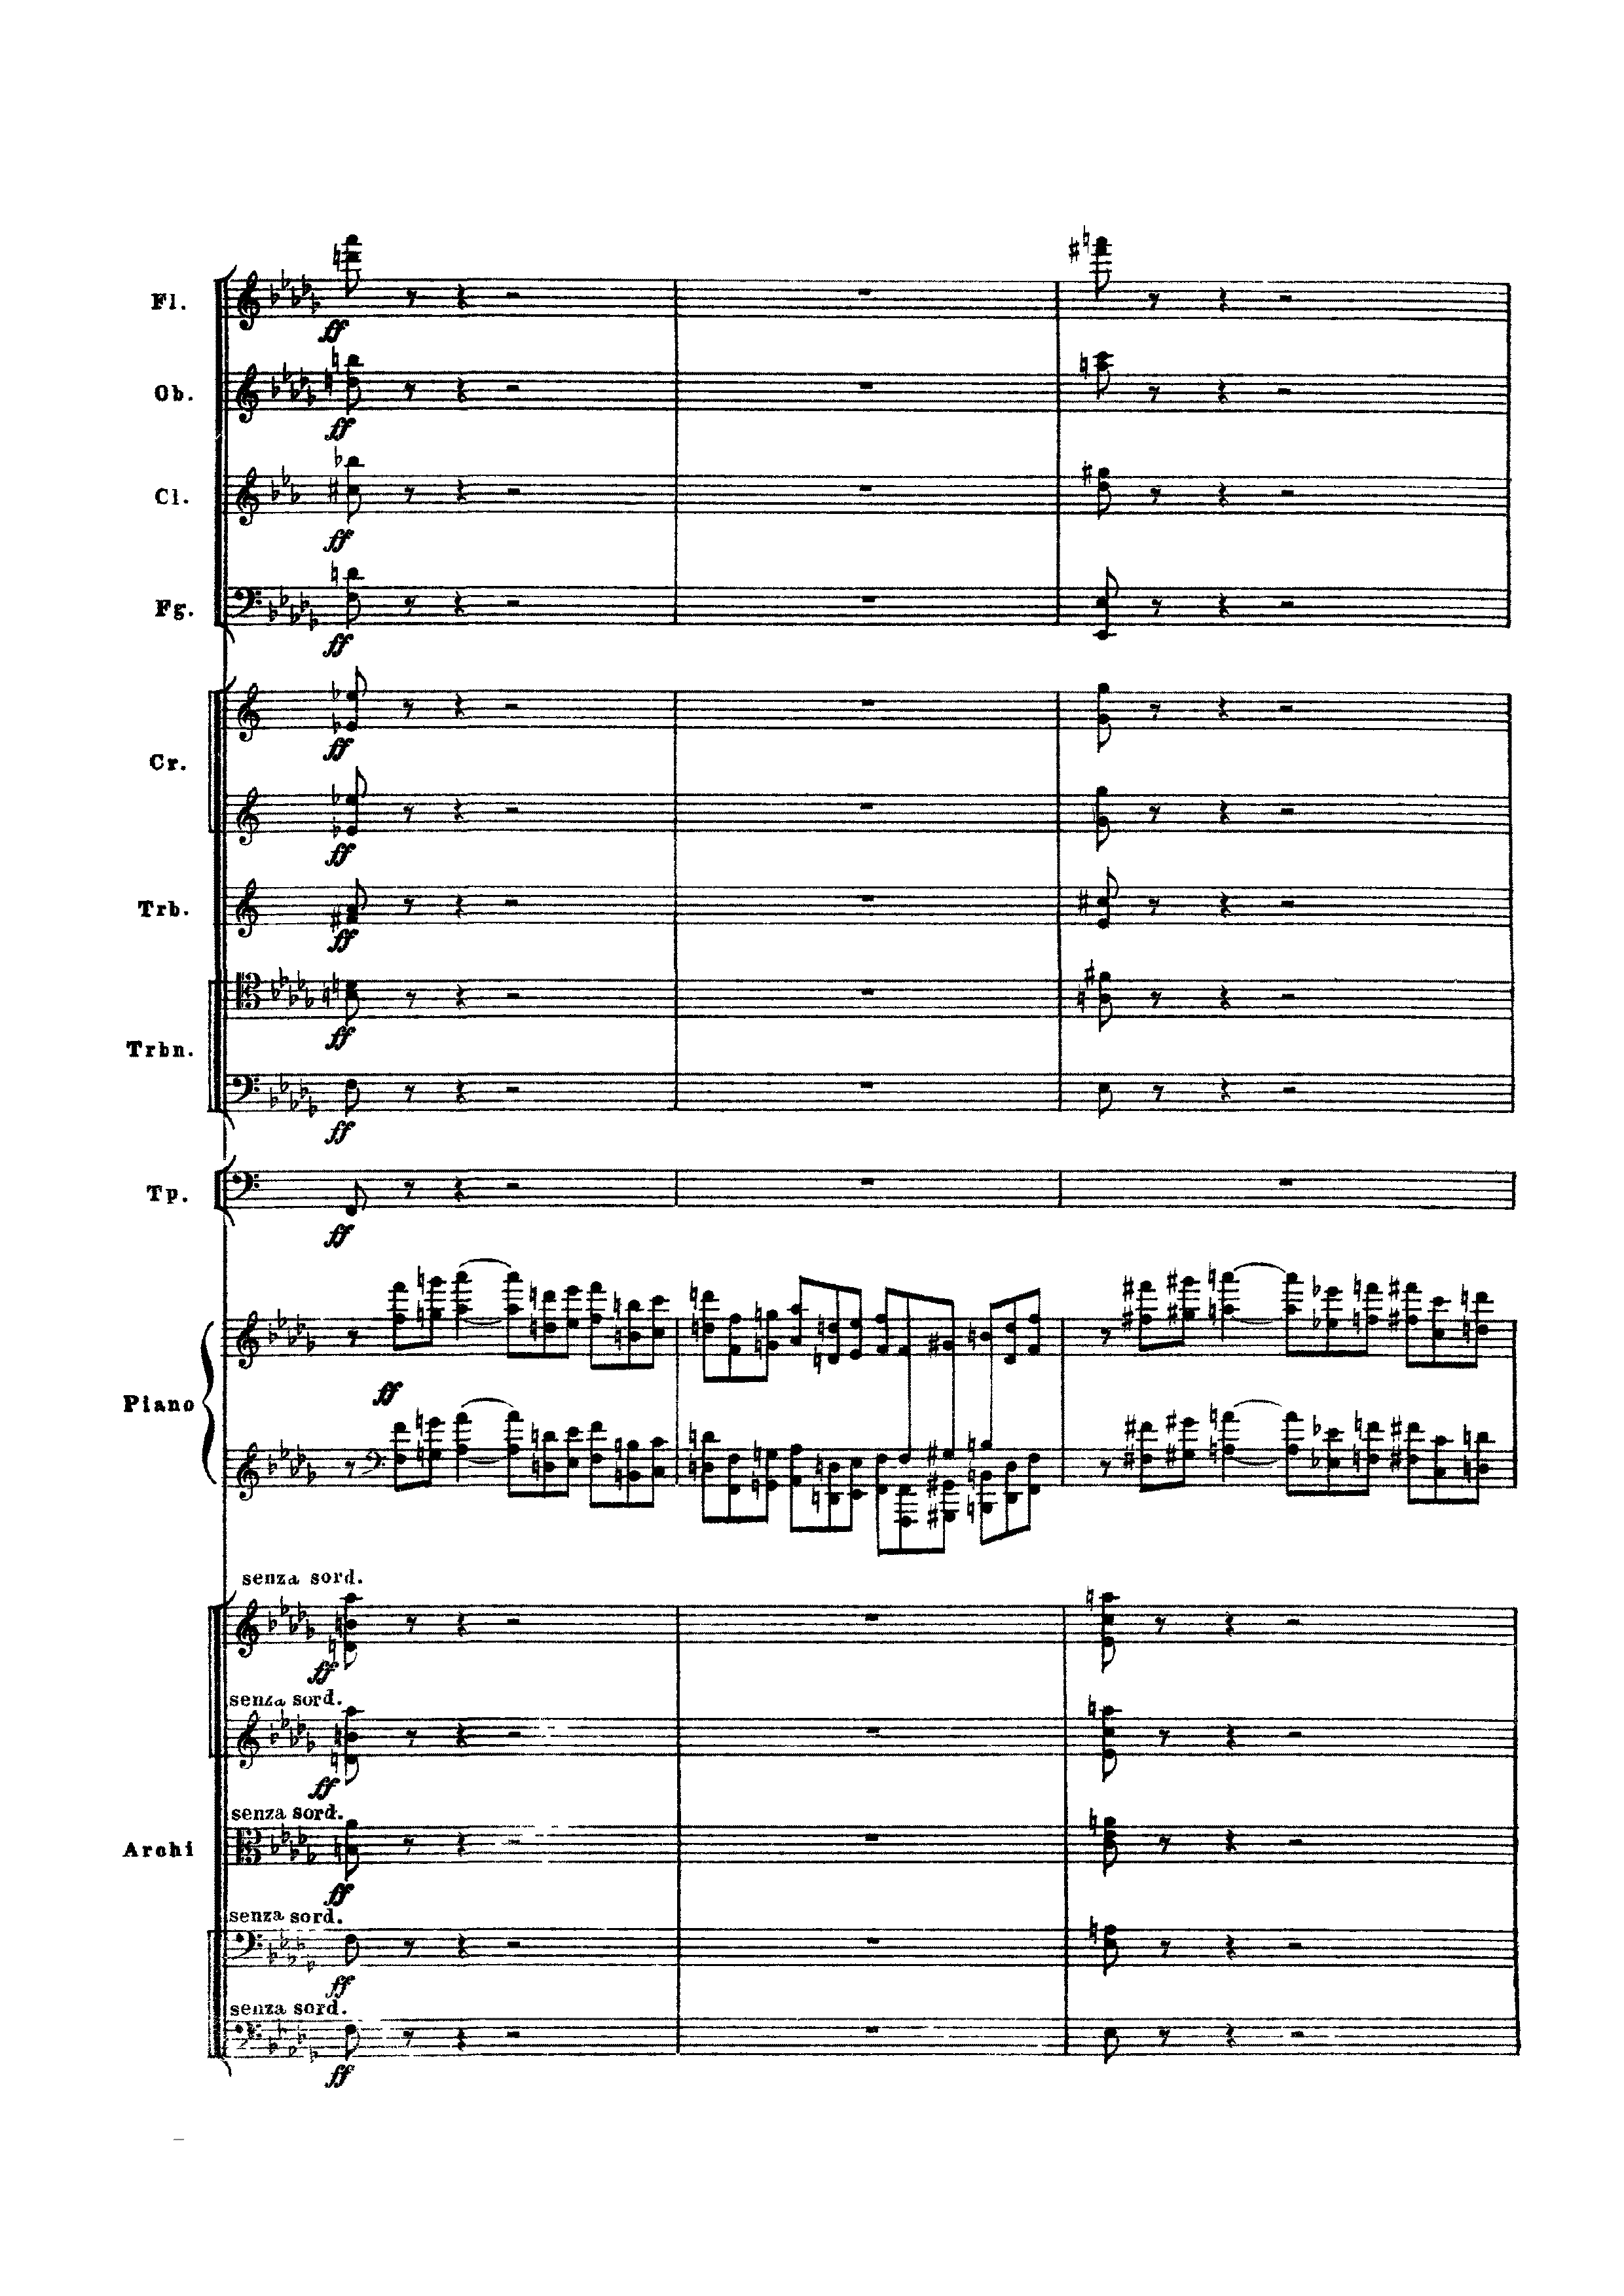 Fl.
ff
Ob.
ff
Cl.
ff
Fg.
ff
Cr.
ff
ff
Trb.
ff
Trbn.
ff
ff
Tp.
ff
Piano
ff
senza sord.
ff
senza sord.
ff
senza sord.
Archi
ff
senza sord.
ff
senza sord.
ff